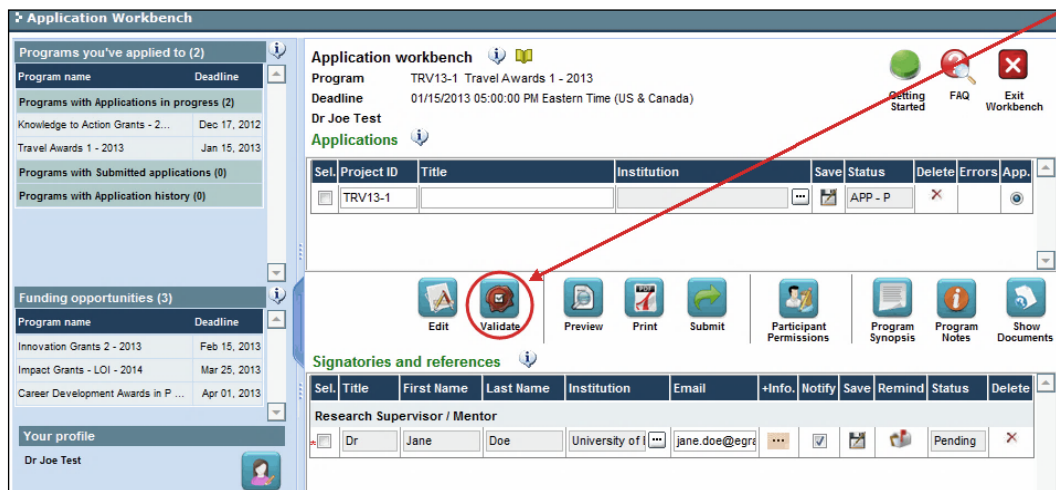 Application Workbench
Programs you've applied to (2)
Program name Deadline
Programs with Applications in progress (2)
Knowledge to Action Grants - 2... Dec 17, 2012
Travel Awards 1 - 2013 Jan 15, 2013
Programs with Submitted applications (0)
Programs with Application history (0)
Funding opportunities (3)
Program name Deadline
Innovation Grants 2 - 2013 Feb 15, 2013
Impact Grants - LOI - 2014 Mar 25, 2013
Career Development Awards in P ... Apr 01, 2013
Your profile
Dr Joe Test
Application workbench
Program TRV13-1 Travel Awards 1 - 2013
Deadline 01/15/2013 05:00:00 PM Eastern Time (US & Canada)
Dr Joe Test
Getting Started
FAQ
Exit Workbench
Applications
Sel. Project ID Title Institution Save Status Delete Errors App.
TRV13-1 ... APP - P
Edit Validate Preview Print Submit Participant Permissions Program Synopsis Program Notes Show Documents
PDF
Signatories and references
Sel. Title First Name Last Name Institution Email +Info. Notify Save Remind Status Delete
Research Supervisor / Mentor
* Dr Jane Doe University of l ... jane.doe@egra ... Pending